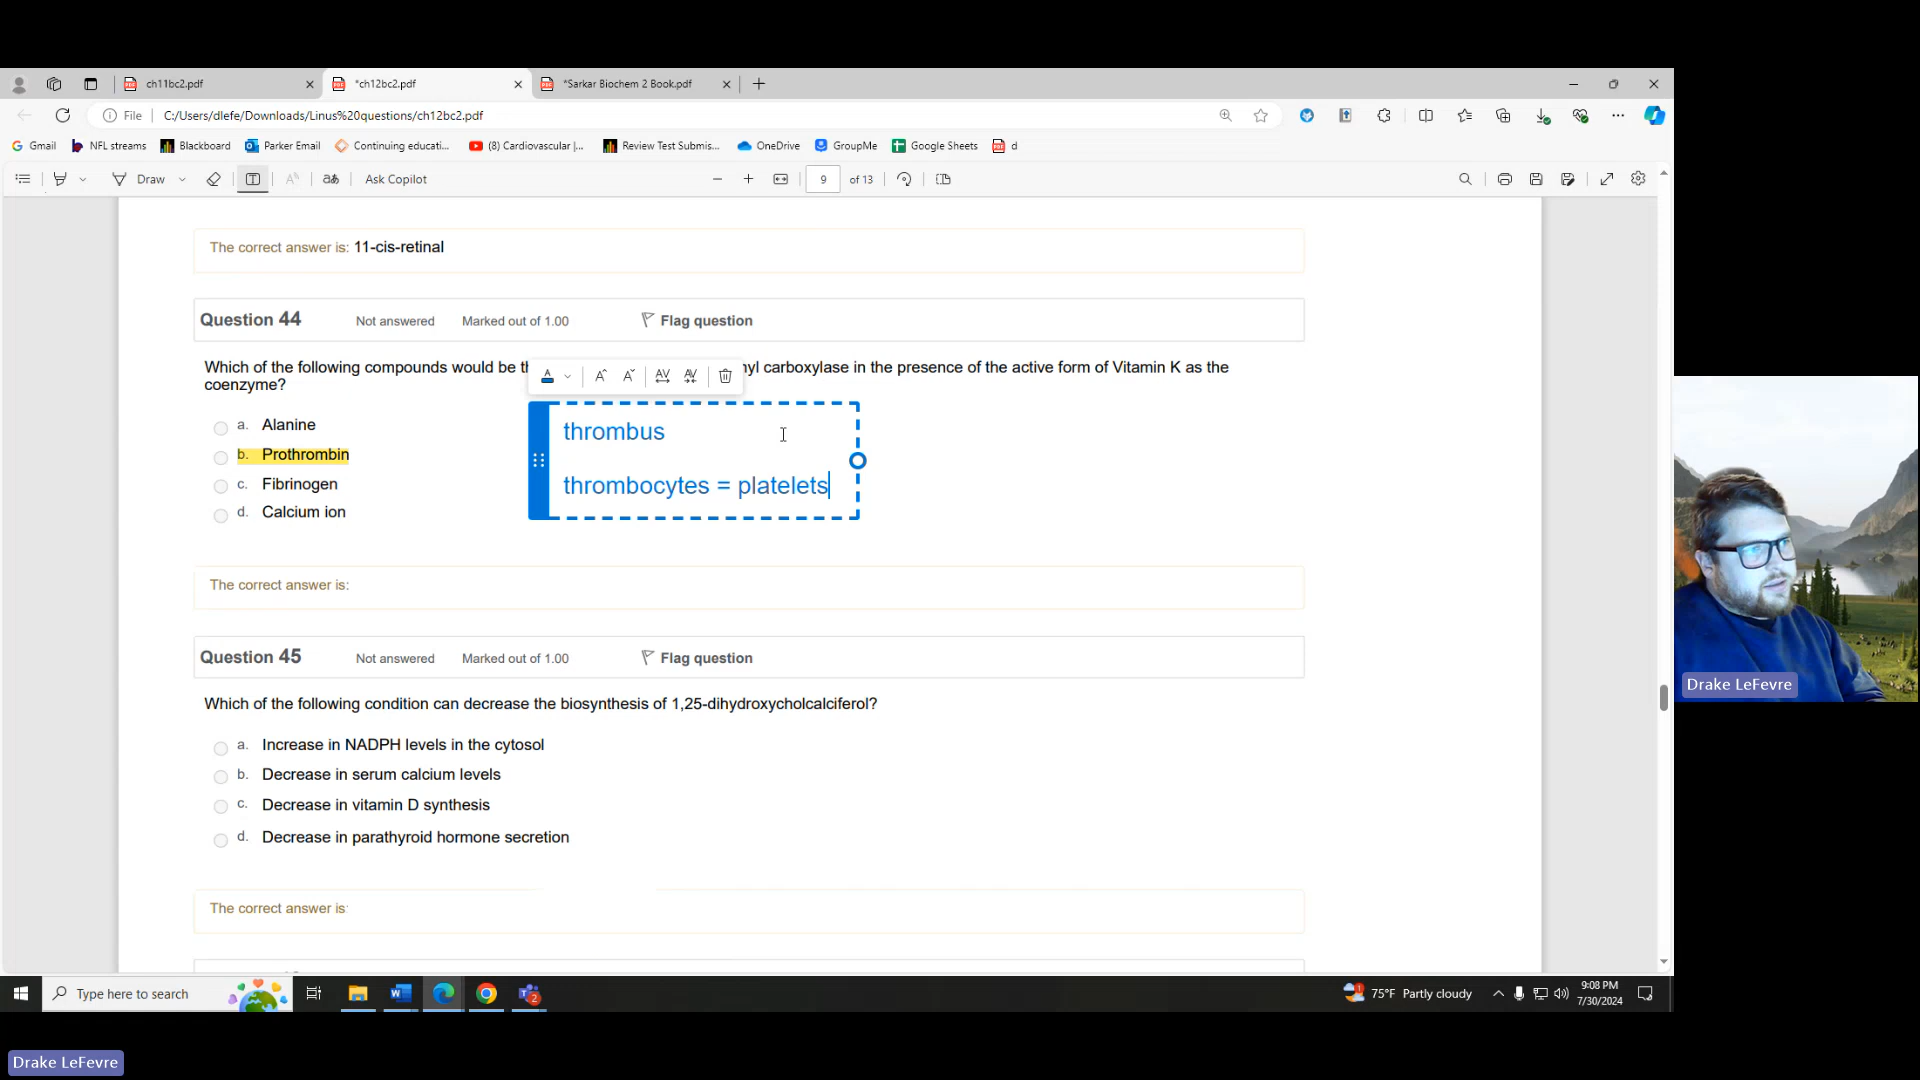 ch11bc2.pdf
*ch12bc2.pdf
*Sarkar Biochem 2 Book.pdf
File
C:/Users/dlefe/Downloads/Linus%20questions/ch12bc2.pdf
Gmail
NFL streams
Blackboard
Parker Email
Continuing educati...
(8) Cardiovascular |...
Review Test Submis...
OneDrive
GroupMe
Google Sheets
d
Draw
Ask Copilot
9
of 13
The correct answer is: 11-cis-retinal
Question 44
Not answered
Marked out of 1.00
Flag question
Which of the following compounds would be th
nyl carboxylase in the presence of the active form of Vitamin K as the
coenzyme?
a. Alanine
b. Prothrombin
c. Fibrinogen
d. Calcium ion
thrombus
thrombocytes = platelets
The correct answer is:
Question 45
Not answered
Marked out of 1.00
Flag question
Which of the following condition can decrease the biosynthesis of 1,25-dihydroxycholcalciferol?
a. Increase in NADPH levels in the cytosol
b. Decrease in serum calcium levels
c. Decrease in vitamin D synthesis
d. Decrease in parathyroid hormone secretion
The correct answer is:
Drake LeFevre
Type here to search
75°F Partly cloudy
9:08 PM
7/30/2024
Drake LeFevre